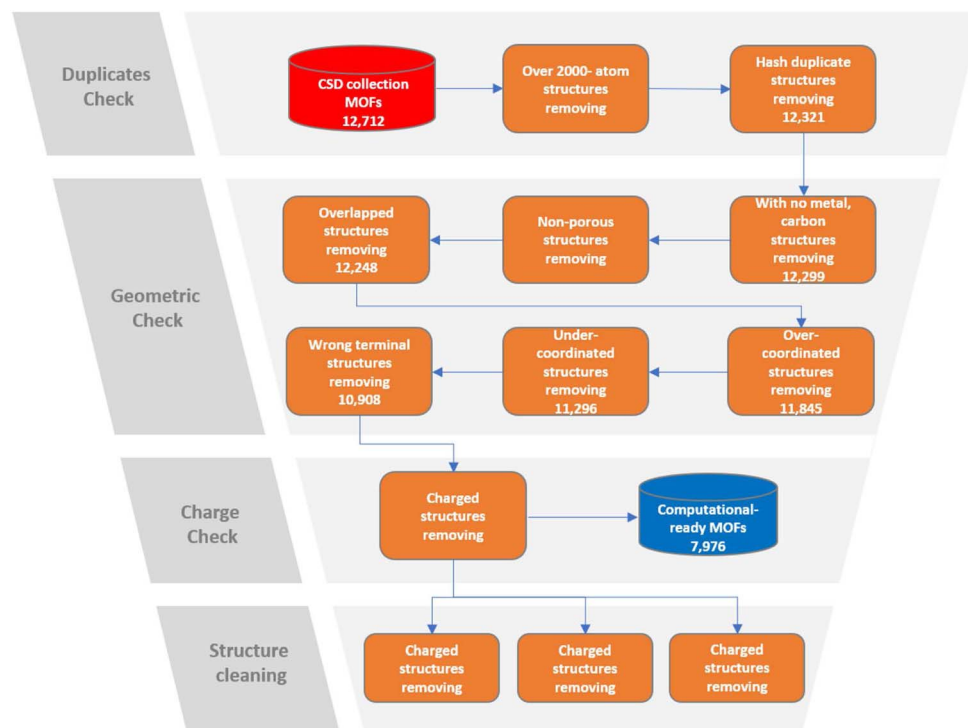 Duplicates
Check
CSD collection
MOFs
12,712
Over 2000- atom
structures
removing
Hash duplicate
structures
removing
12,321
Geometric
Check
Overlapped
structures
removing
12,248
Non-porous
structures
removing
With no metal,
carbon
structures
removing
12,299
Wrong terminal
structures
removing
10,908
Under-
coordinated
structures
removing
11,296
Over-
coordinated
structures
removing
11,845
Charge
Check
Charged
structures
removing
Computational-
ready MOFs
7,976
Structure
cleaning
Charged
structures
removing
Charged
structures
removing
Charged
structures
removing